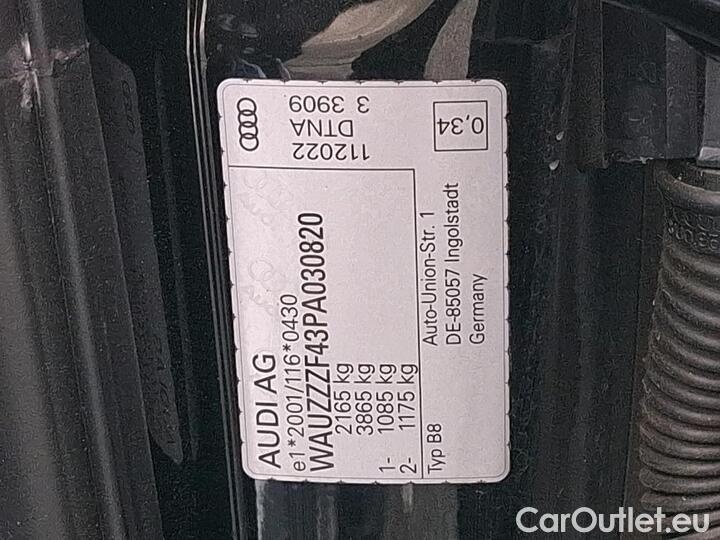 AUDI AG
e1*2001/116*0430
WAUZZZF43PA030820
2165 kg
3865 kg
1- 1085 kg
2- 1175 kg
Typ B8
Auto-Union-Str. 1
DE-85057 Ingolstadt
Germany
112022
DTNA
3 3909
0,34
CarOutlet.eu